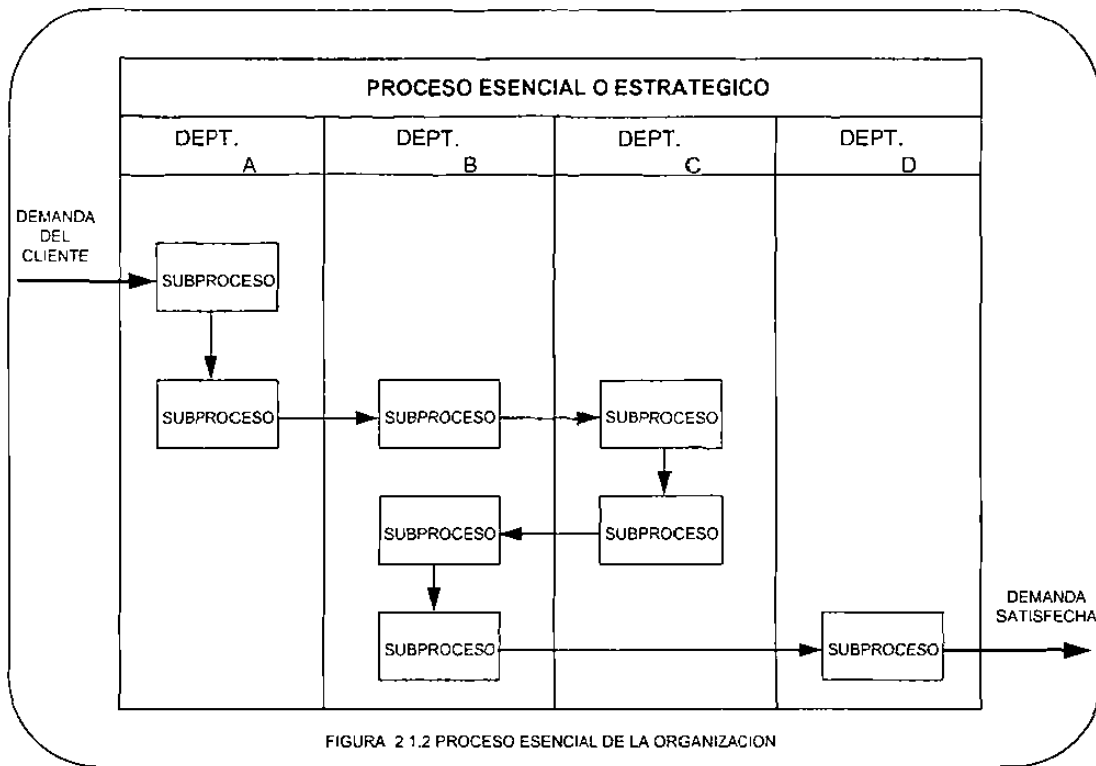 PROCESO ESENCIAL O ESTRATEGICO
DEPT.
A
DEPT.
B
DEPT.
C
DEPT.
D
DEMANDA
DEL
CLIENTE
SUBPROCESO
SUBPROCESO
SUBPROCESO
SUBPROCESO
SUBPROCESO
SUBPROCESO
SUBPROCESO
SUBPROCESO
DEMANDA
SATISFECHA
FIGURA 2 1.2 PROCESO ESENCIAL DE LA ORGANIZACION